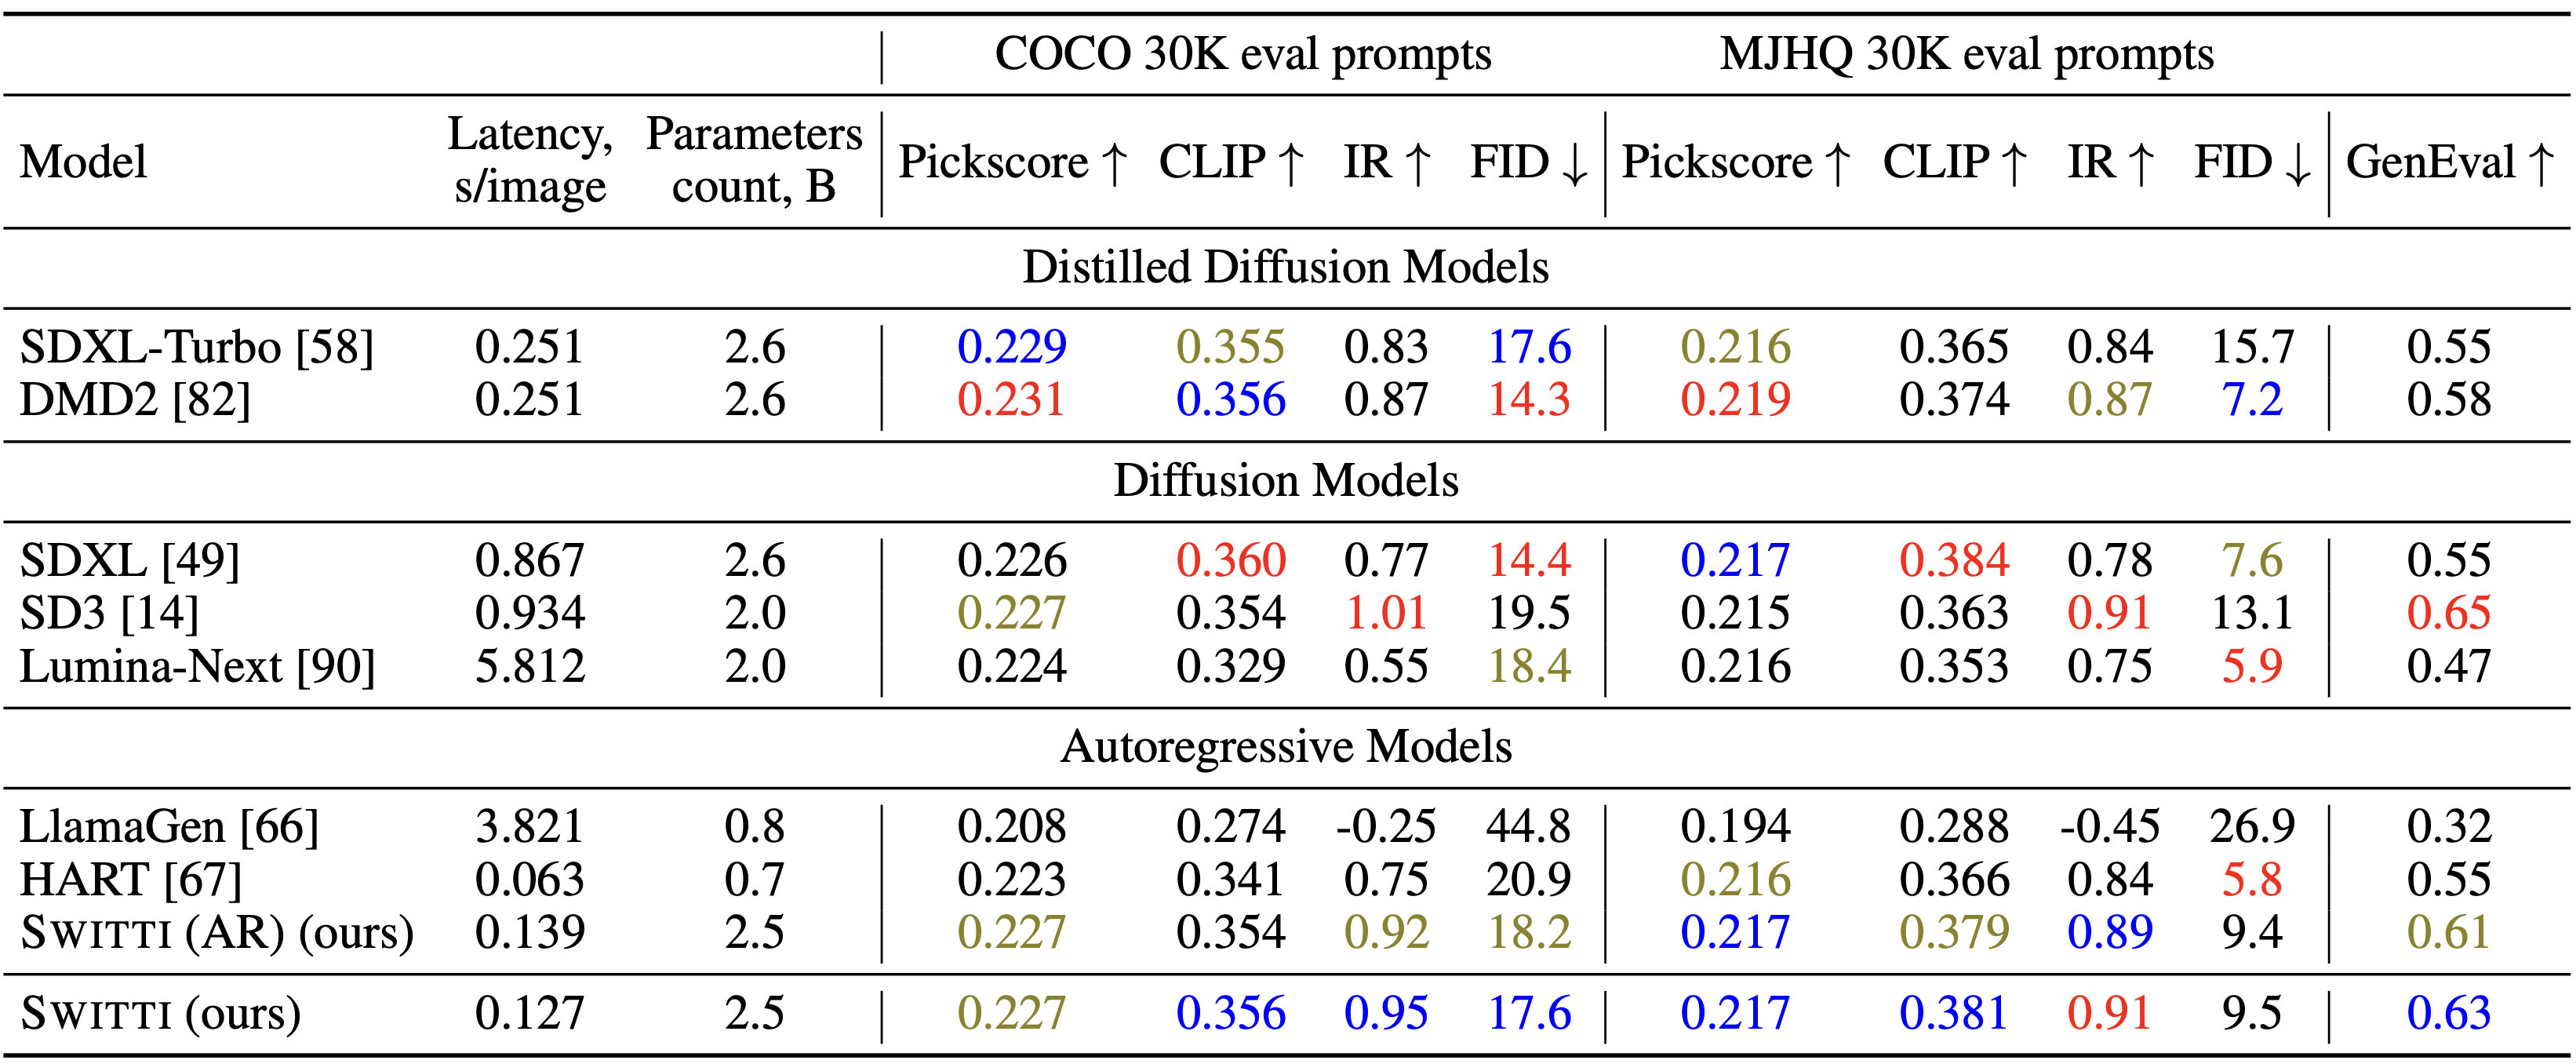 COCO 30K eval prompts MJHQ 30K eval prompts
Model Latency, s/image Parameters count, B Pickscore ↑ CLIP ↑ IR ↑ FID ↓ Pickscore ↑ CLIP ↑ IR ↑ FID ↓ GenEval ↑
Distilled Diffusion Models
SDXL-Turbo [58] 0.251 2.6 0.229 0.355 0.83 17.6 0.216 0.365 0.84 15.7 0.55
DMD2 [82] 0.251 2.6 0.231 0.356 0.87 14.3 0.219 0.374 0.87 7.2 0.58
Diffusion Models
SDXL [49] 0.867 2.6 0.226 0.360 0.77 14.4 0.217 0.384 0.78 7.6 0.55
SD3 [14] 0.934 2.0 0.227 0.354 1.01 19.5 0.215 0.363 0.91 13.1 0.65
Lumina-Next [90] 5.812 2.0 0.224 0.329 0.55 18.4 0.216 0.353 0.75 5.9 0.47
Autoregressive Models
LlamaGen [66] 3.821 0.8 0.208 0.274 -0.25 44.8 0.194 0.288 -0.45 26.9 0.32
HART [67] 0.063 0.7 0.223 0.341 0.75 20.9 0.216 0.366 0.84 5.8 0.55
SWITTI (AR) (ours) 0.139 2.5 0.227 0.354 0.92 18.2 0.217 0.379 0.89 9.4 0.61
SWITTI (ours) 0.127 2.5 0.227 0.356 0.95 17.6 0.217 0.381 0.91 9.5 0.63